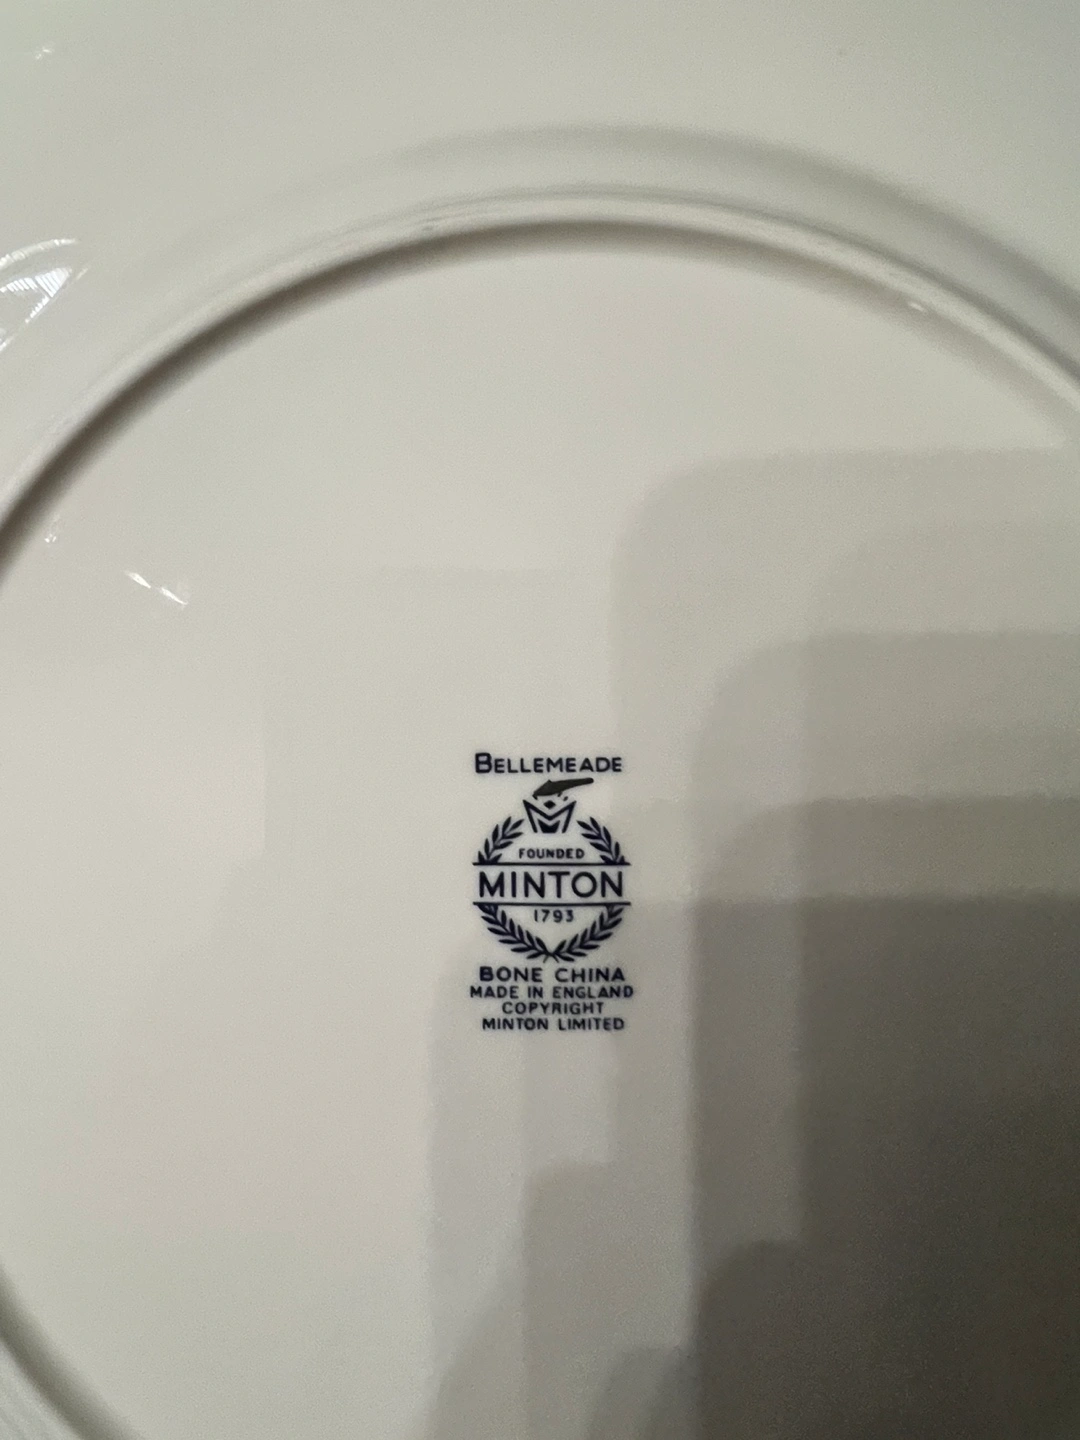 BELLEMEADE
M
FOUNDED
MINTON
1793
BONE CHINA
MADE IN ENGLAND
COPYRIGHT
MINTON LIMITED